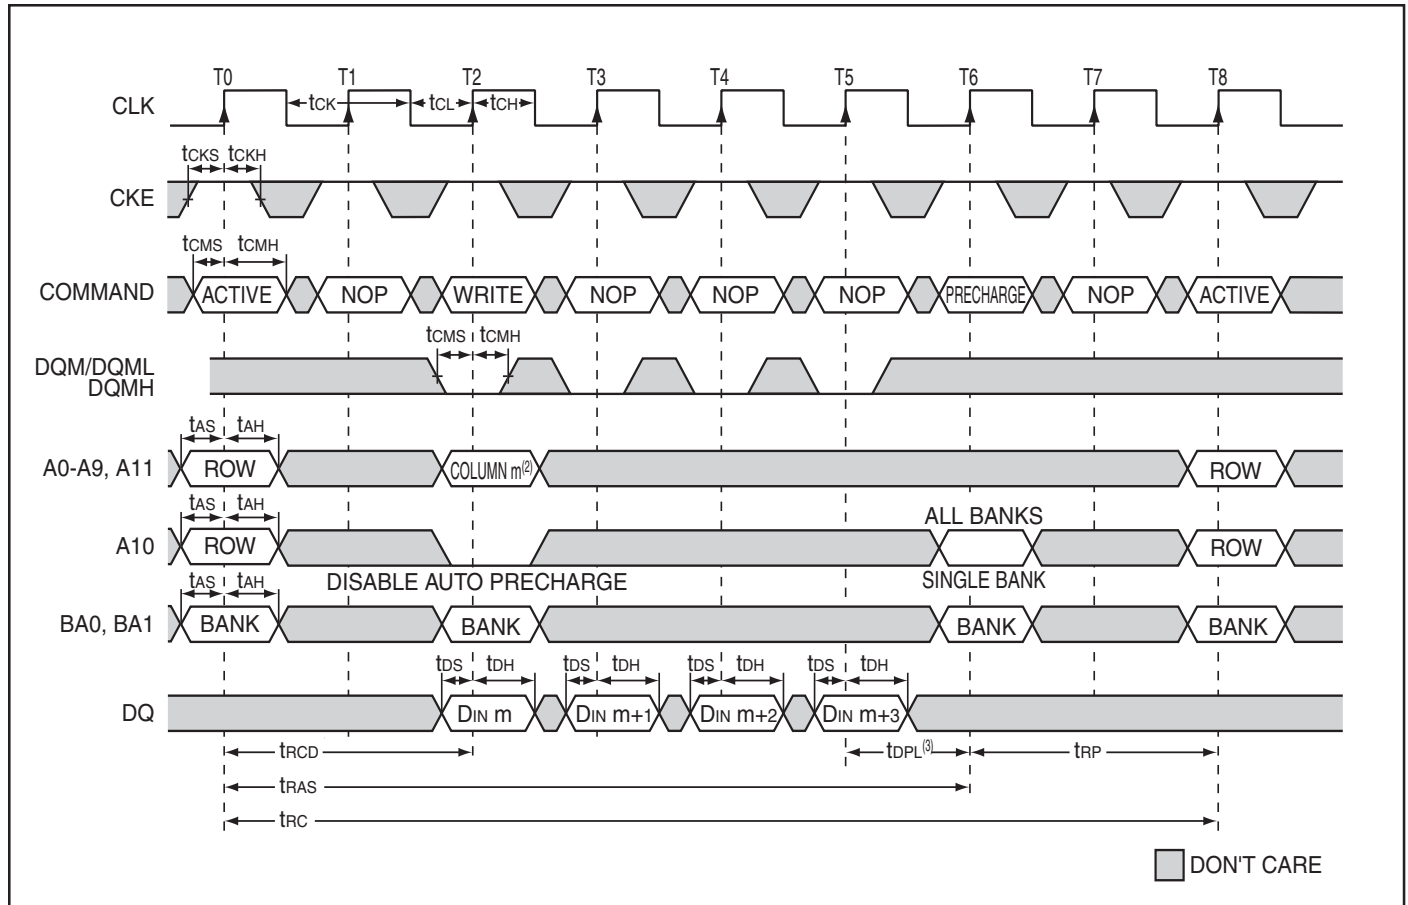 T0 T1 T2 T3 T4 T5 T6 T7 T8
CLK tCK tCL tCH
tCKS tCKH
CKE
tCMS tCMH
COMMAND ACTIVE NOP WRITE NOP NOP NOP PRECHARGE NOP ACTIVE
tCMS tCMH
DQM/DQML
DQMH
tAS tAH
A0-A9, A11 ROW COLUMN m(2) ROW
tAS tAH
ALL BANKS
A10 ROW ROW
DISABLE AUTO PRECHARGE SINGLE BANK
tAS tAH
BA0, BA1 BANK BANK BANK BANK
tDS tDH tDS tDH tDS tDH tDS tDH
DQ DIN m DIN m+1 DIN m+2 DIN m+3
tRCD tDPL(3) tRP
tRAS
tRC
DON'T CARE